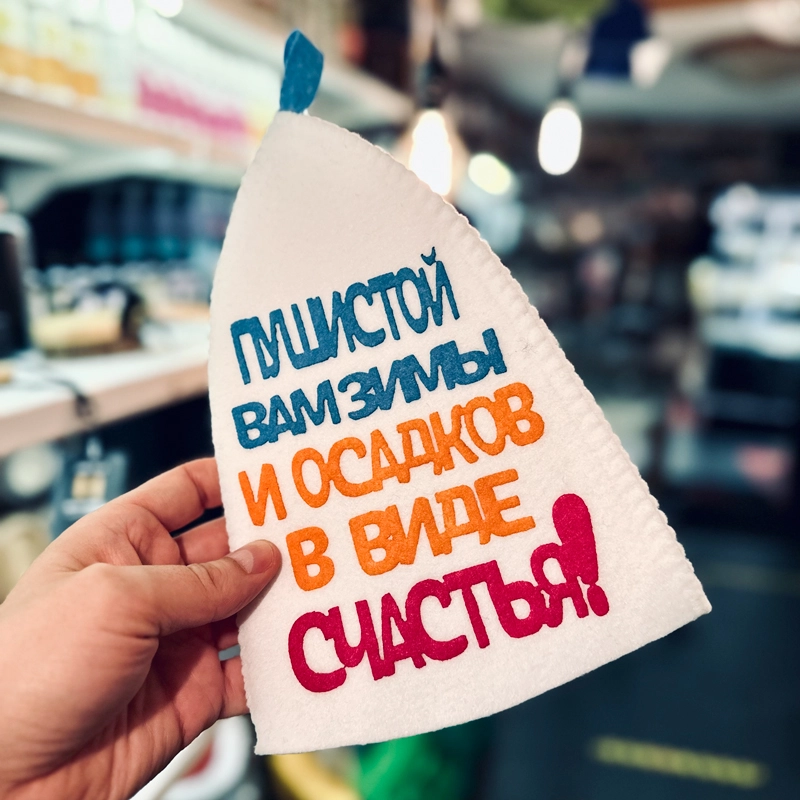 ПУШИСТОЙ
ВАМ ЗИМЫ
И ОСАДКОВ
В ВИДЕ
СЧАСТЬЯ!